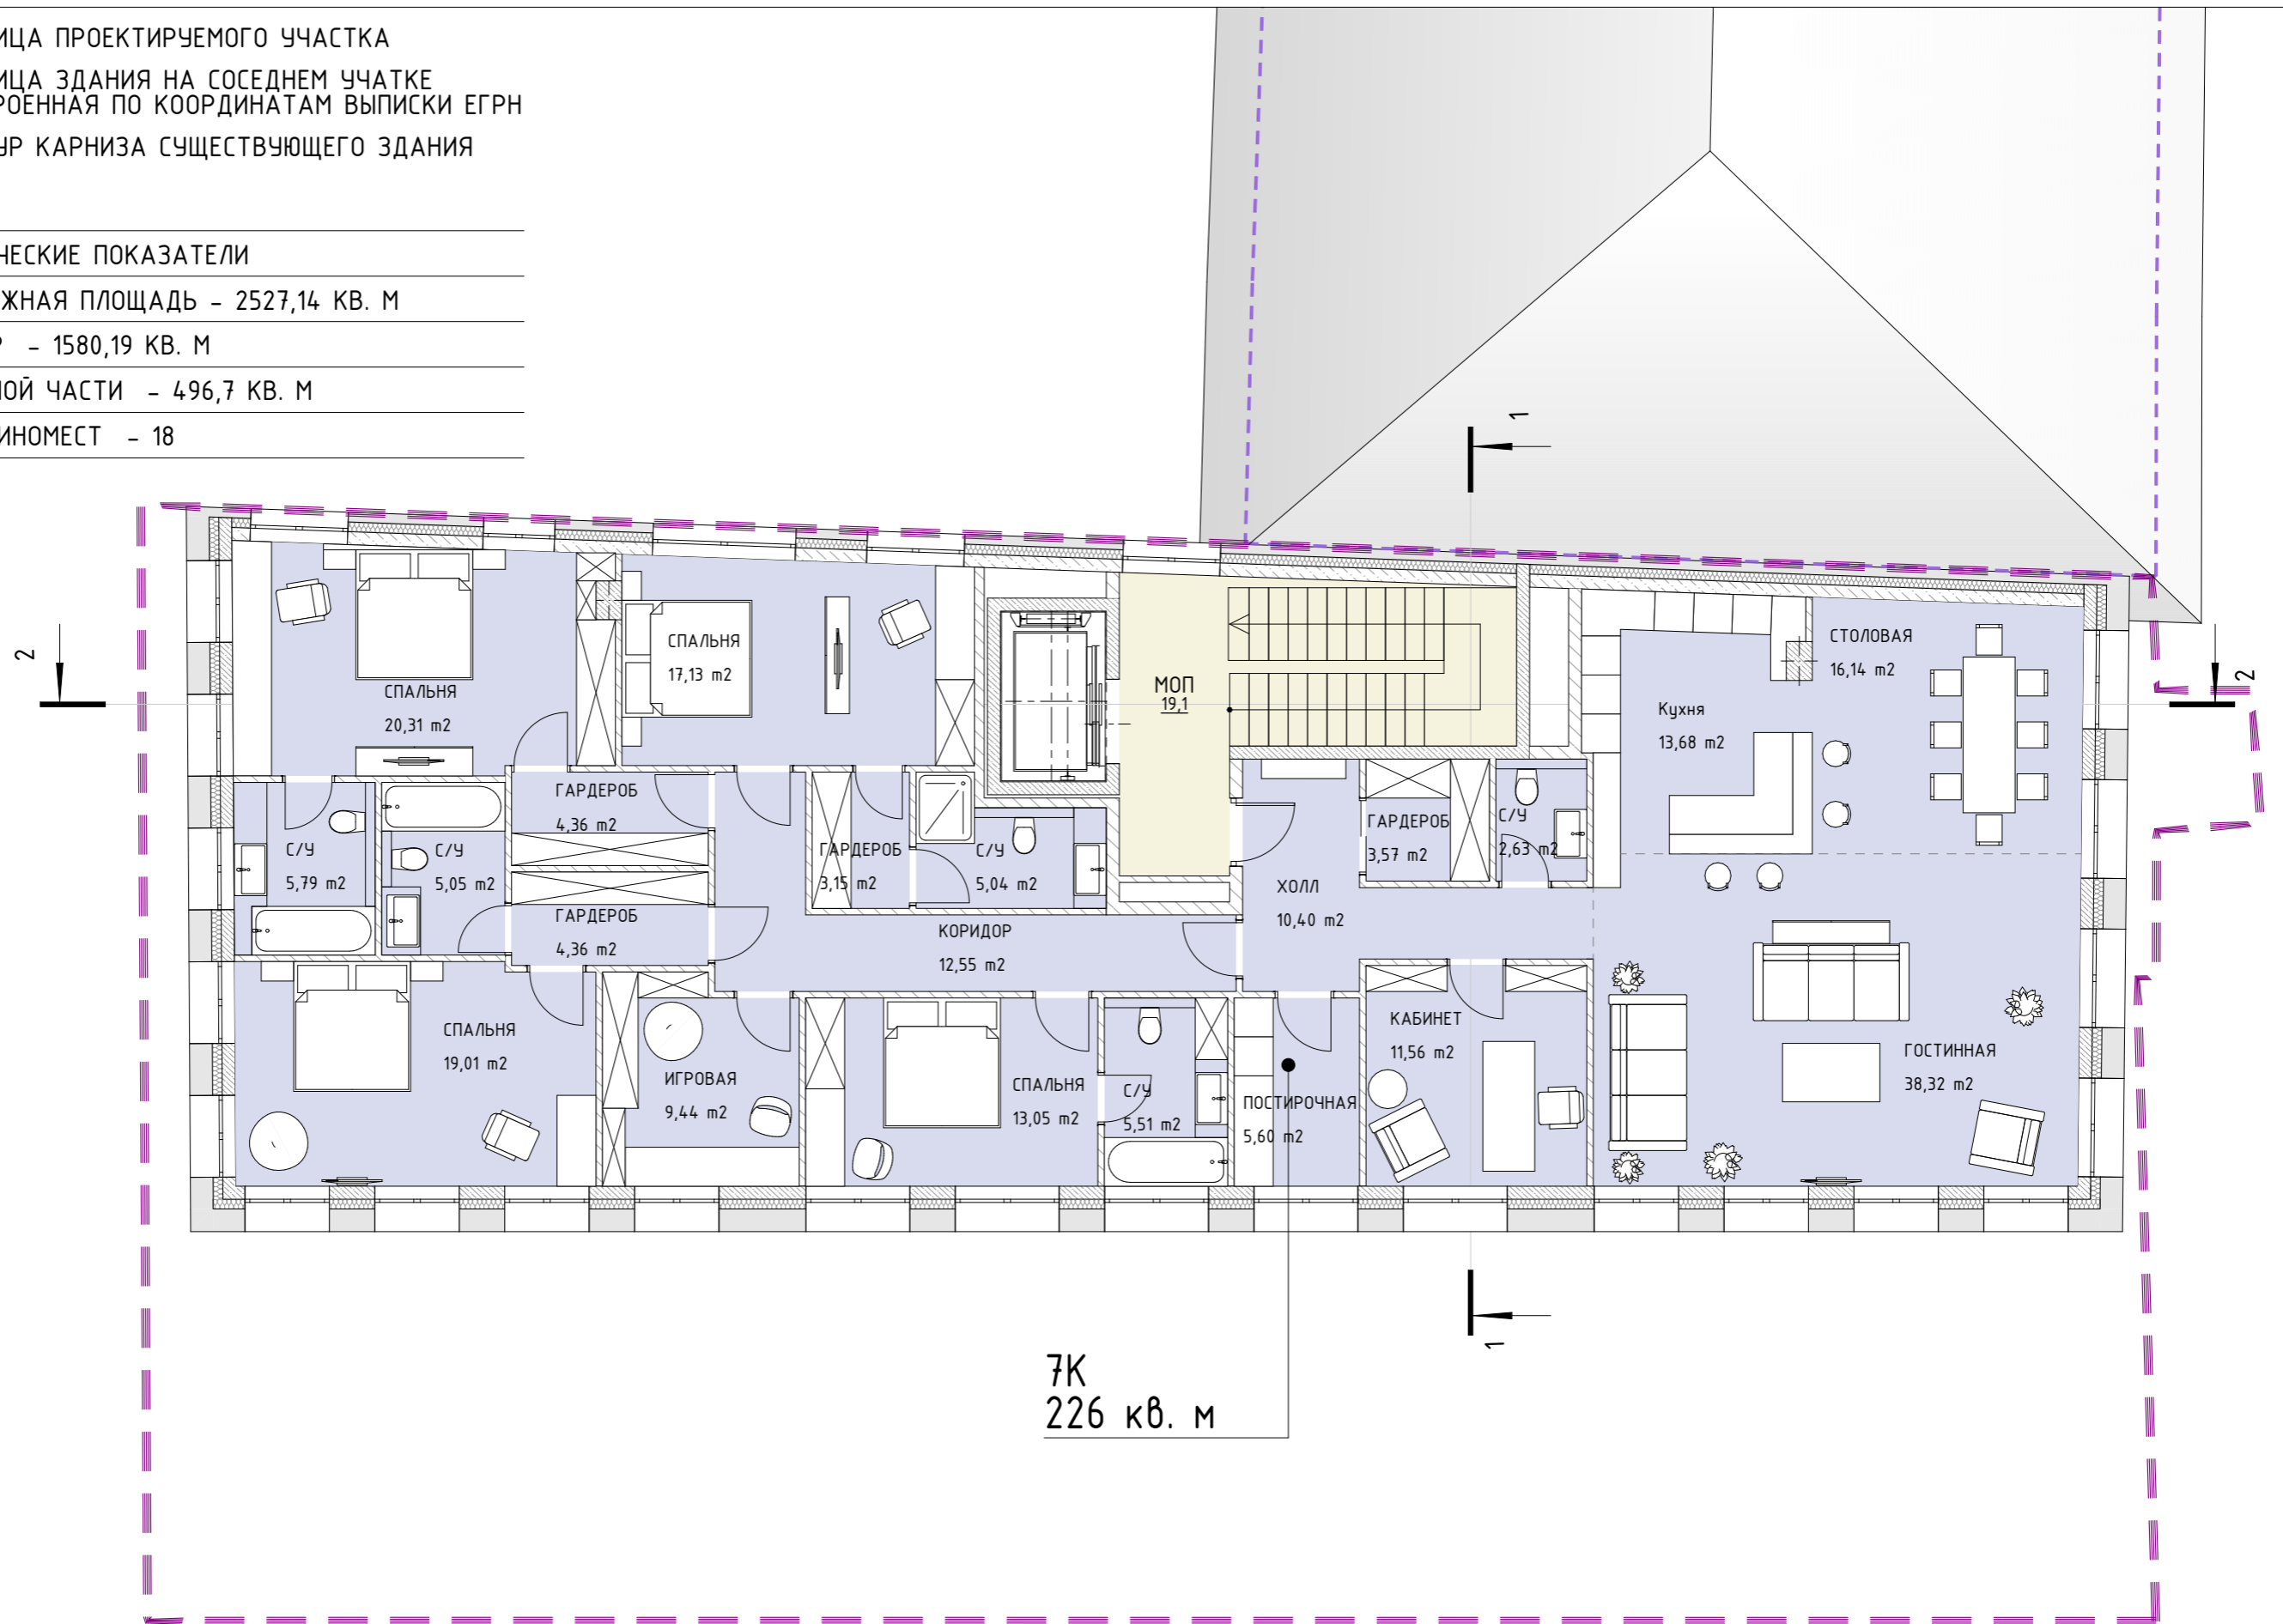 ИЦА ПРОЕКТИРУЕМОГО УЧАСТКА
ИЦА ЗДАНИЯ НА СОСЕДНЕМ УЧАТКЕ
РОЕННАЯ ПО КООРДИНАТАМ ВЫПИСКИ ЕГРН
УР КАРНИЗА СУЩЕСТВУЮЩЕГО ЗДАНИЯ
ЧЕСКИЕ ПОКАЗАТЕЛИ
ЖНАЯ ПЛОЩАДЬ - 2527,14 КВ. М
Р - 1580,19 КВ. М
НОЙ ЧАСТИ - 496,7 КВ. М
ИНОМЕСТ - 18
1
2
2
СПАЛЬНЯ
20,31 m2
СПАЛЬНЯ
17,13 m2
МОП
19,1
СТОЛОВАЯ
16,14 m2
Кухня
13,68 m2
ГАРДЕРОБ
4,36 m2
С/У
5,79 m2
С/У
5,05 m2
ГАРДЕРОБ
4,36 m2
ГАРДЕРОБ
3,15 m2
С/У
5,04 m2
ГАРДЕРОБ
3,57 m2
С/У
2,63 m2
ХОЛЛ
10,40 m2
КОРИДОР
12,55 m2
СПАЛЬНЯ
19,01 m2
ИГРОВАЯ
9,44 m2
СПАЛЬНЯ
13,05 m2
С/У
5,51 m2
ПОСТИРОЧНАЯ
5,60 m2
КАБИНЕТ
11,56 m2
ГОСТИННАЯ
38,32 m2
1
7К
226 кв. м